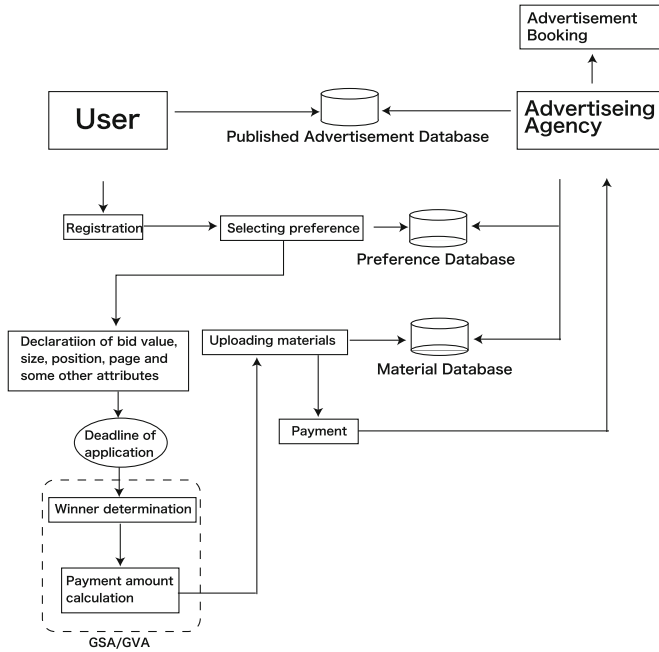 Advertisement
Booking
User
Advertiseing
Agency
Published Advertisement Database
Registration
Selecting preference
Preference Database
Declaratiion of bid value,
size, position, page and
some other attributes
Uploading materials
Material Database
Deadline of
application
Payment
Winner determination
Payment amount
calculation
GSA/GVA